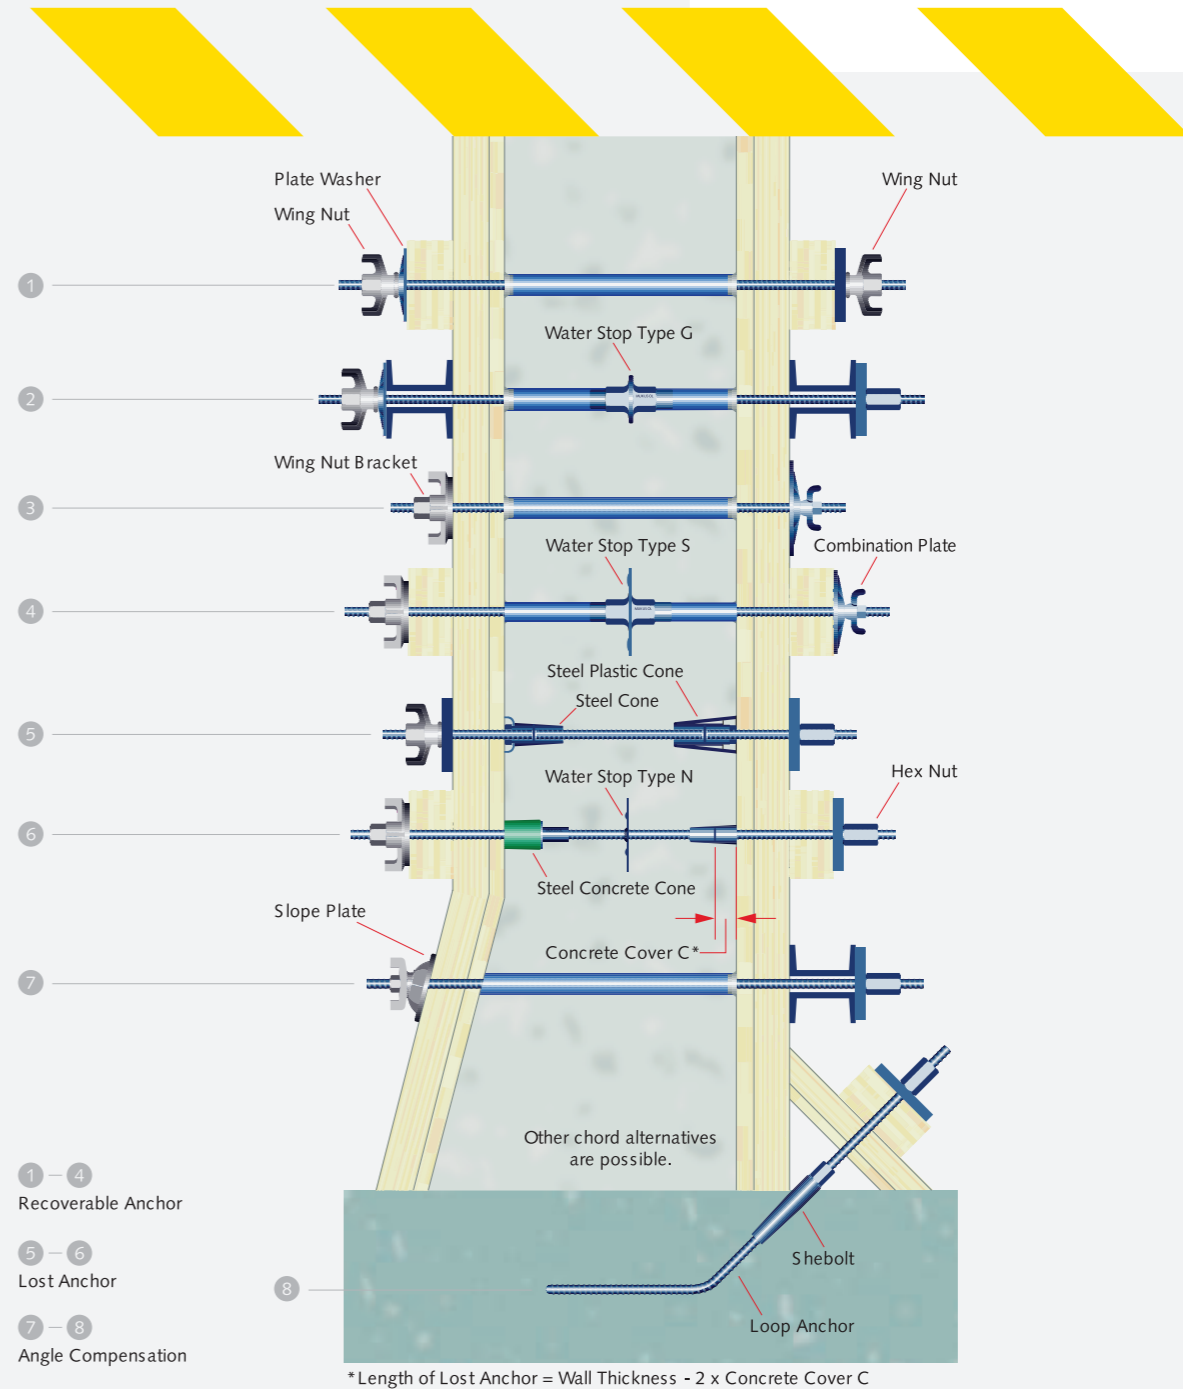 Plate Washer
Wing Nut
Wing Nut
1
Water Stop Type G
2
Wing Nut Bracket
3
Water Stop Type S
Combination Plate
4
Steel Plastic Cone
Steel Cone
5
Water Stop Type N
Hex Nut
6
Steel Concrete Cone
Slope Plate
Concrete Cover C*
7
Other chord alternatives
are possible.
1 – 4
Recoverable Anchor
5 – 6
Lost Anchor
Shebolt
8
7 – 8
Loop Anchor
Angle Compensation
*Length of Lost Anchor = Wall Thickness - 2 x Concrete Cover C